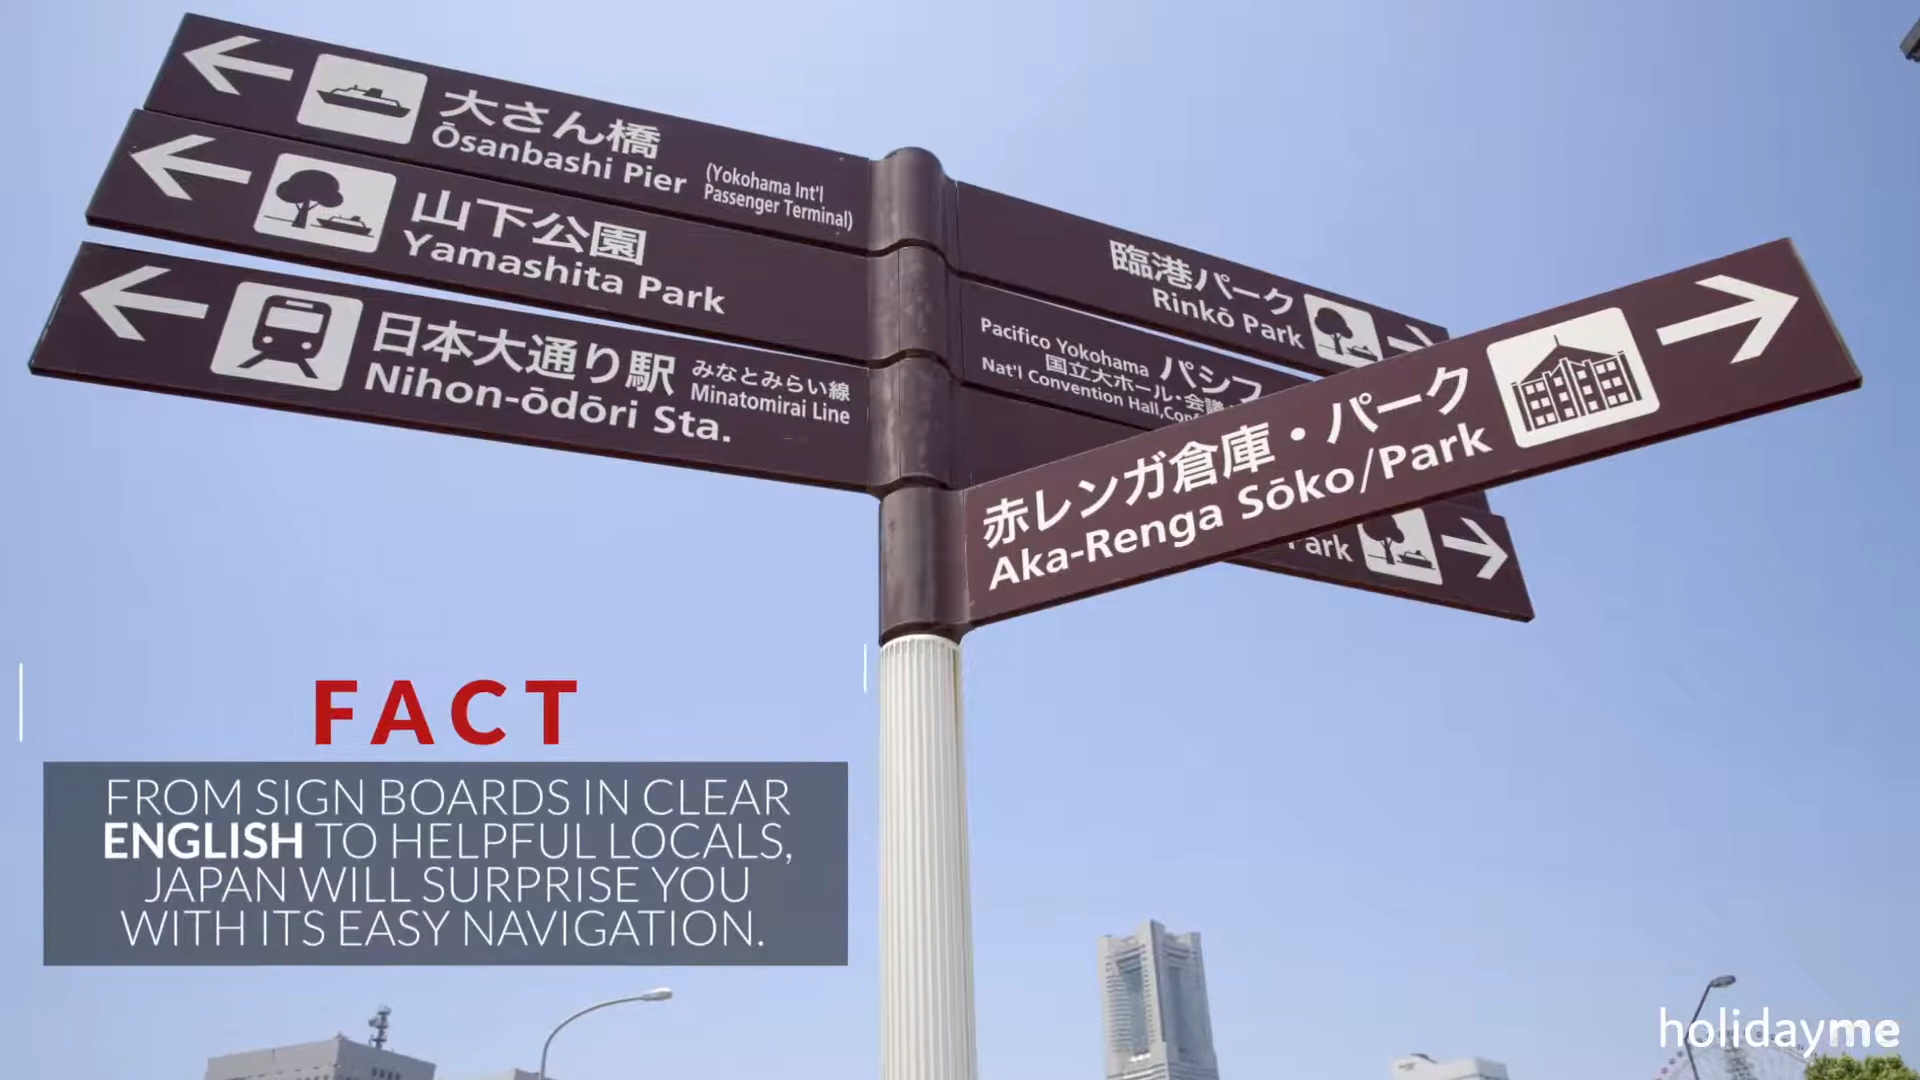 大さん橋
Ōsanbashi Pier
(Yokohama Int'l
Passenger Terminal)
山下公園
Yamashita Park
日本大通り駅
Nihon-ōdōri Sta.
みなとみらい線
Minatomirai Line
臨港パーク
Rinkō Park
Pacifico Yokohama
パシフ
国立大ホール・会議
Nat'l Convention Hall,
赤レンガ倉庫・パーク
Aka-Renga Sōko/Park
Park
FACT
FROM SIGN BOARDS IN CLEAR
ENGLISH TO HELPFUL LOCALS,
JAPAN WILL SURPRISE YOU
WITH ITS EASY NAVIGATION.
holidayme